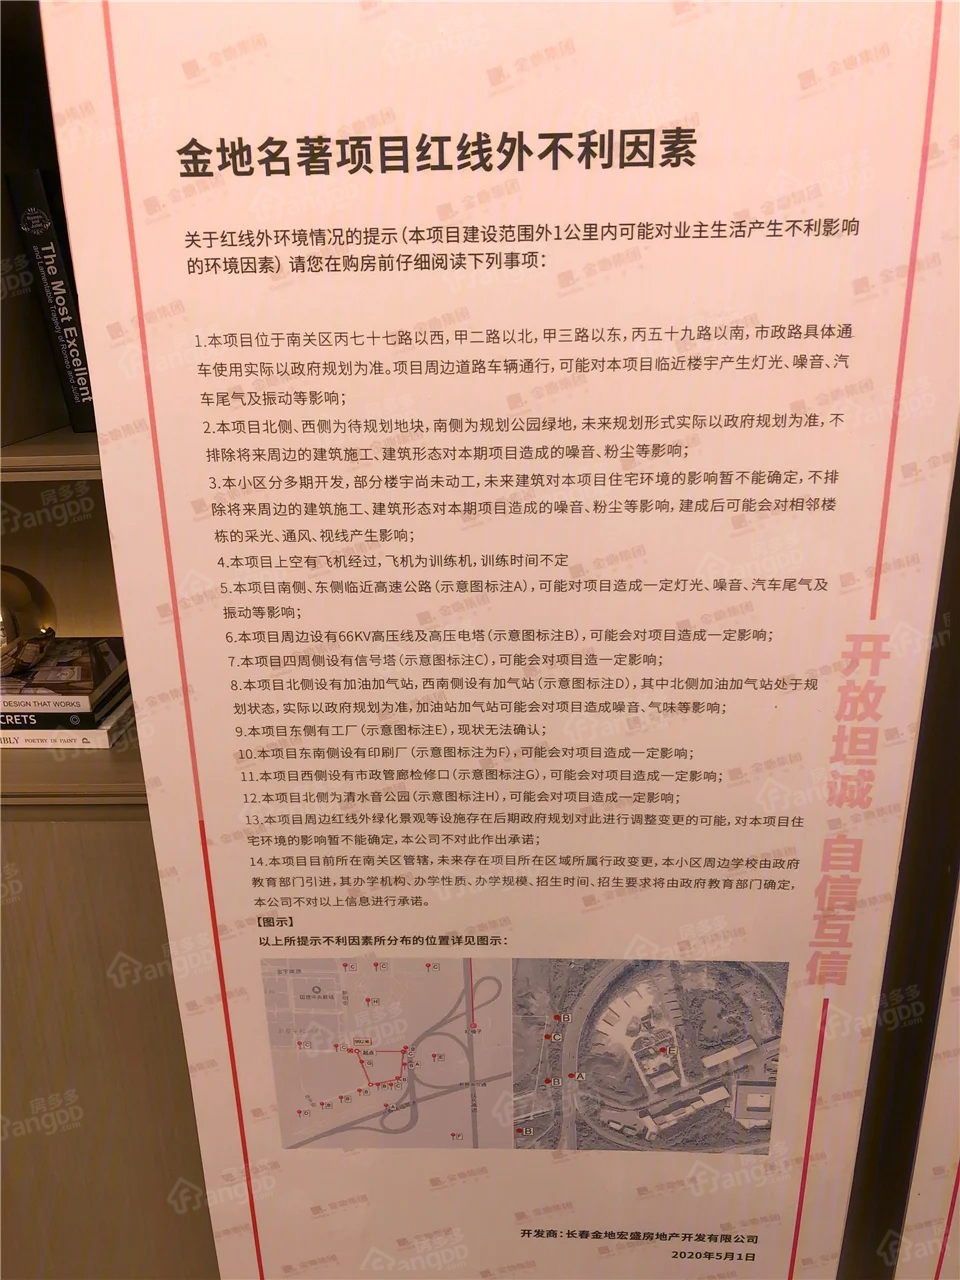 金地名著项目红线外不利因素
关于红线外环境情况的提示（本项目建设范围外1公里内可能对业主生活产生不利影响
的环境因素）请您在购房前仔细阅读下列事项：
1.本项目位于南关区丙七十七路以西，甲二路以北，甲三路以东，丙五十九路以南，市政路具体通
车使用实际以政府规划为准。项目周边道路车辆通行，可能对本项目临近楼宇产生灯光、噪音、汽
车尾气及振动等影响；
2.本项目北侧、西侧为待规划地块，南侧为规划公园绿地，未来规划形式实际以政府规划为准，不
排除将来周边的建筑施工、建筑形态对本期项目造成的噪音、粉尘等影响；
3.本小区分多期开发，部分楼宇尚未动工，未来建筑对本项目住宅环境的影响暂不能确定，不排
除将来周边的建筑施工、建筑形态对本期项目造成的噪音、粉尘等影响，建成后可能会对相邻楼
栋的采光、通风、视线产生影响；
4.本项目上空有飞机经过，飞机为训练机，训练时间不定
5.本项目南侧、东侧临近高速公路（示意图标注A），可能对项目造成一定灯光、噪音、汽车尾气及
振动等影响；
6.本项目周边设有66KV高压线及高压电塔（示意图标注B），可能会对项目造成一定影响；
7.本项目四周侧设有信号塔（示意图标注C），可能会对项目造一定影响；
8.本项目北侧设有加油加气站，西南侧设有加气站（示意图标注D），其中北侧加油加气站处于规
划状态，实际以政府规划为准，加油站加气站可能会对项目造成噪音、气味等影响；
9.本项目东侧有工厂（示意图标注E），现状无法确认；
10.本项目东南侧设有印刷厂（示意图标注为F），可能会对项目造成一定影响；
11.本项目西侧设有市政管廊检修口（示意图标注G），可能会对项目造成一定影响；
12.本项目北侧为清水音公园（示意图标注H），可能会对项目造成一定影响；
13.本项目周边红线外绿化景观等设施存在后期政府规划对此进行调整变更的可能，对本项目住
宅环境的影响暂不能确定，本公司不对此作出承诺；
14.本项目目前所在南关区管辖，未来存在项目所在区域所属行政变更，本小区周边学校由政府
教育部门引进，其办学机构、办学性质、办学规模、招生时间、招生要求将由政府教育部门确定，
本公司不对以上信息进行承诺。
【图示】
以上所提示不利因素所分布的位置详见图示：
开发商：长春金地宏盛房地产开发有限公司
2020年5月1日
开放坦诚 自信互信
The Most Excellent
and Lamentable Tragedy of Romeo and Juliet
DESIGN THAT WORKS
CRETS
POETRY IN PAINT
金地集团
房多多
FangDD
.com